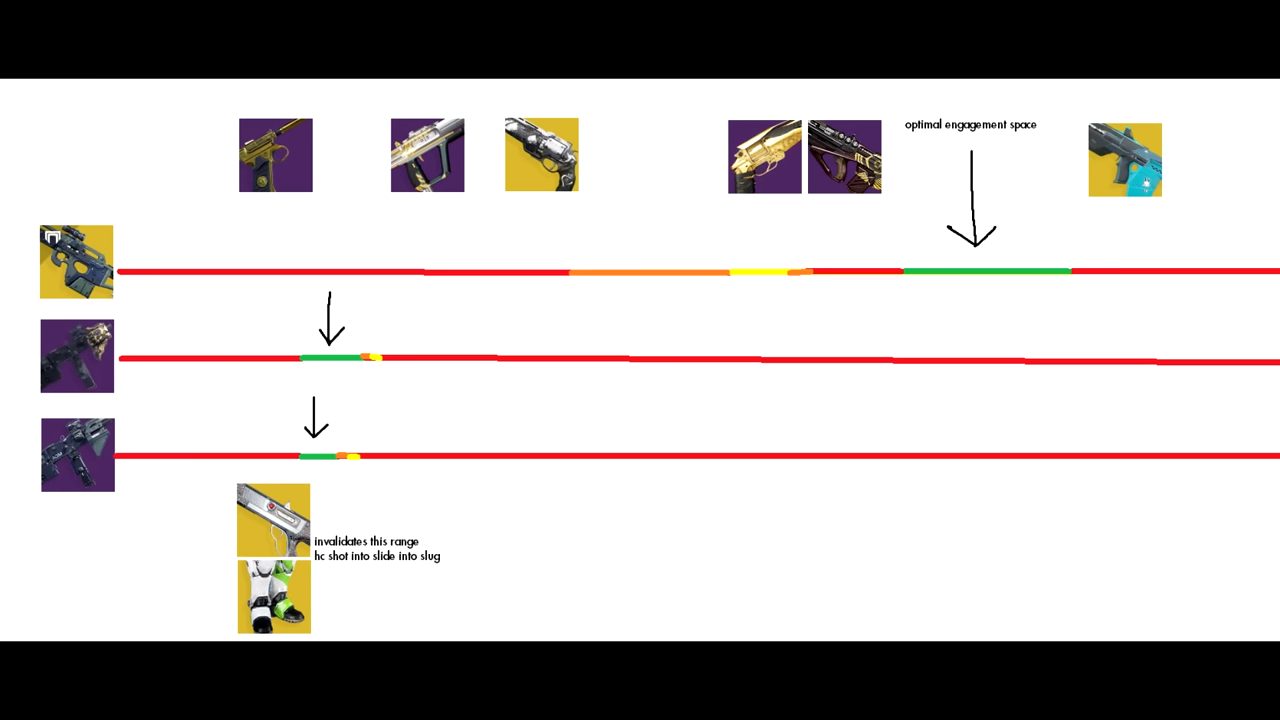 optimal engagement space
invalidates this range
hc shot into slide into slug